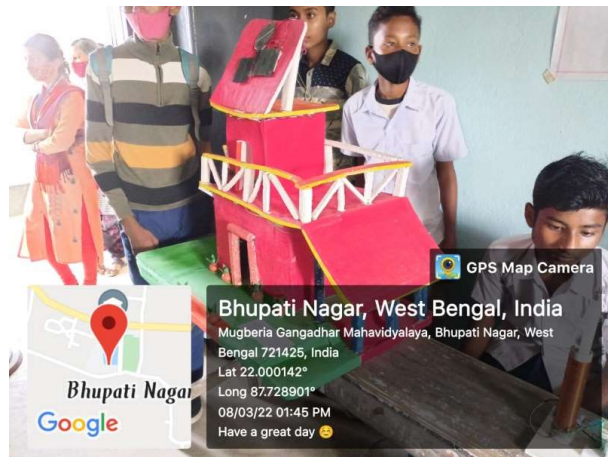 GPS Map Camera
Bhupati Nagar, West Bengal, India
Mugberia Gangadhar Mahavidyalaya, Bhupati Nagar, West
Bengal 721425, India
Lat 22.000142°
Long 87.728901°
08/03/22 01:45 PM
Have a great day 😊
Bhupati Nagar
Google